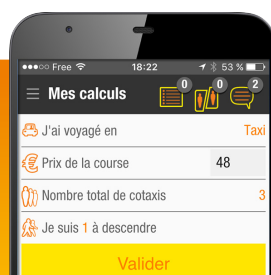 Free 18:22 53 %
0 0 2
Mes calculs
J'ai voyagé en Taxi
Prix de la course 48
Nombre total de cotaxis 3
Je suis 1 à descendre
Valider